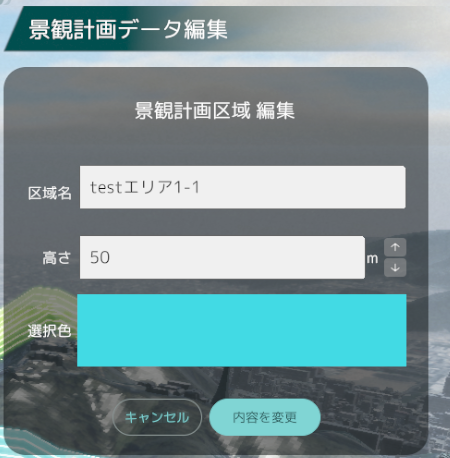 景観計画データ編集
景観計画区域 編集
区域名 testエリア1-1
高さ 50 m ↑
↓
選択色
キャンセル 内容を変更